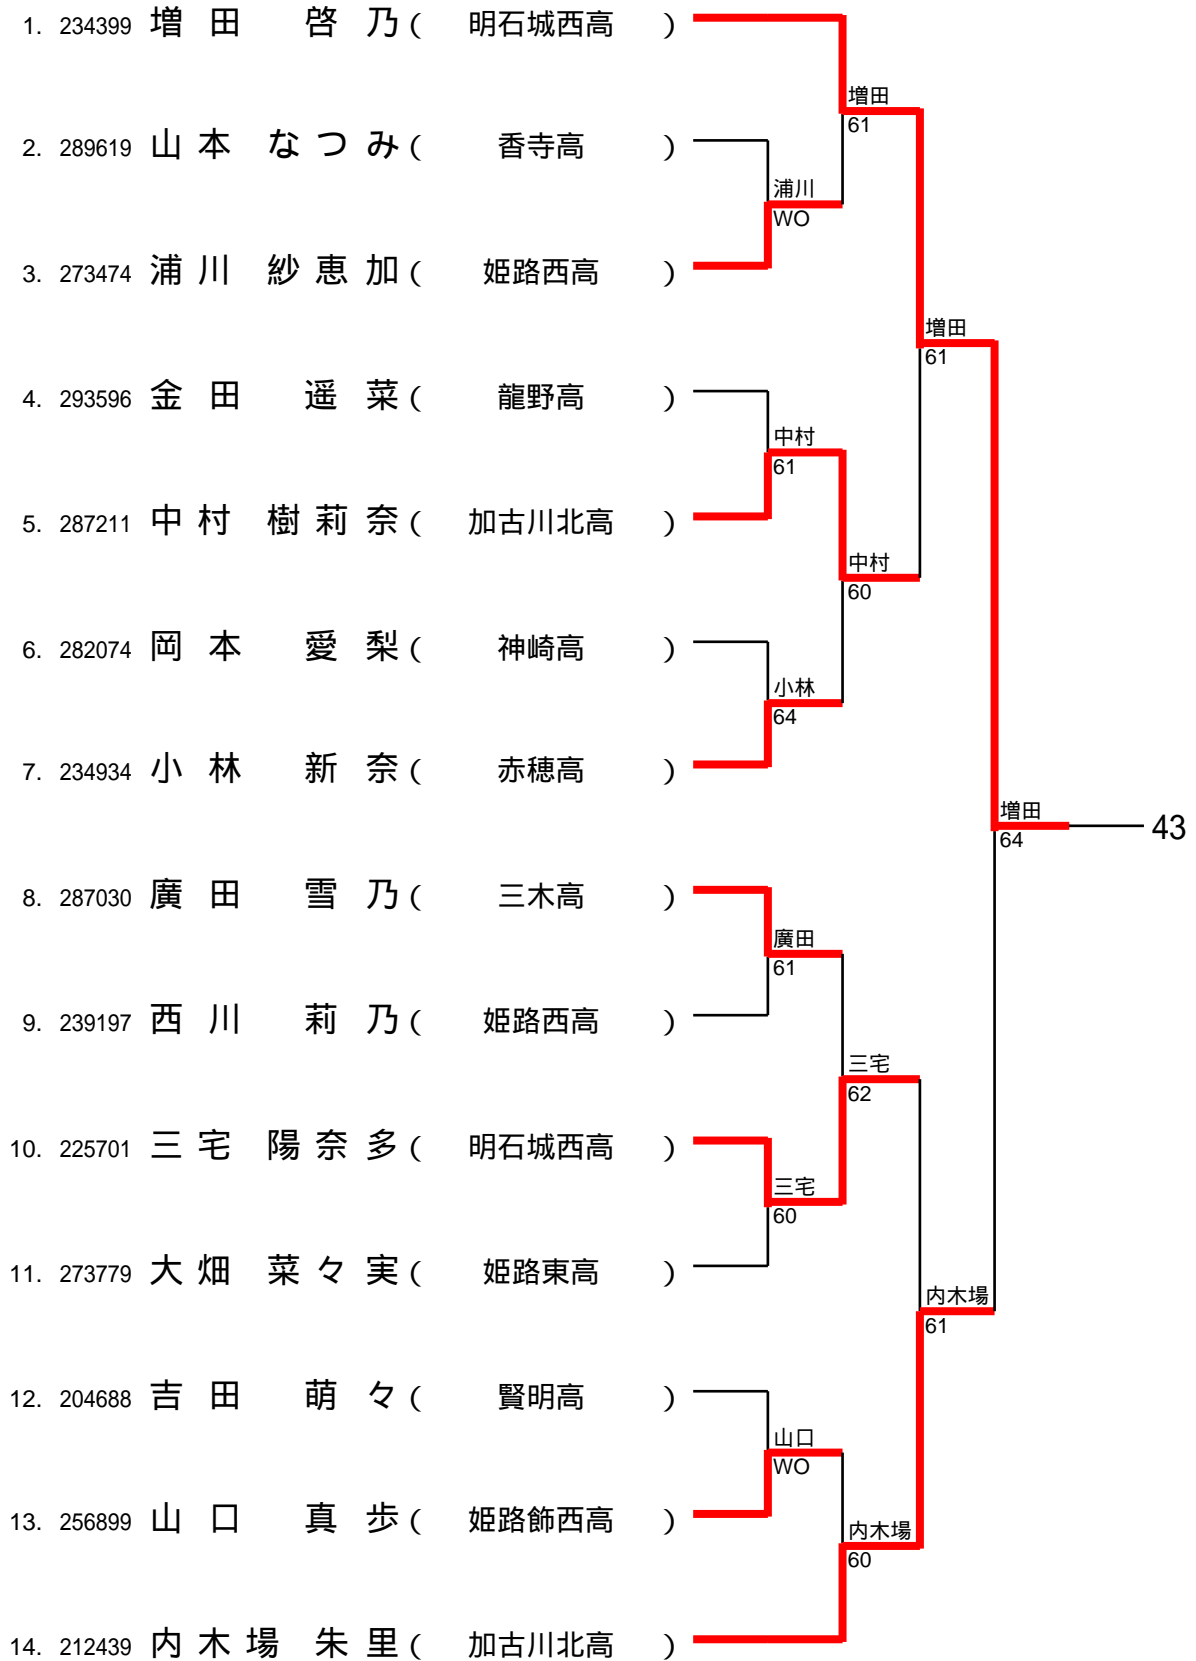 1. 234399 増田 啓乃 ( 明石城西高 )
増田
61
2. 289619 山本 なつみ ( 香寺高 )
浦川
WO
3. 273474 浦川 紗恵加 ( 姫路西高 )
増田
61
4. 293596 金田 遥菜 ( 龍野高 )
中村
61
5. 287211 中村 樹莉奈 ( 加古川北高 )
中村
60
6. 282074 岡本 愛梨 ( 神崎高 )
小林
64
7. 234934 小林 新奈 ( 赤穂高 )
増田
64
43
8. 287030 廣田 雪乃 ( 三木高 )
廣田
61
9. 239197 西川 莉乃 ( 姫路西高 )
三宅
62
10. 225701 三宅 陽奈多 ( 明石城西高 )
三宅
60
11. 273779 大畑 菜々実 ( 姫路東高 )
内木場
61
12. 204688 吉田 萌々 ( 賢明高 )
山口
WO
13. 256899 山口 真歩 ( 姫路飾西高 )
内木場
60
14. 212439 内木場 朱里 ( 加古川北高 )